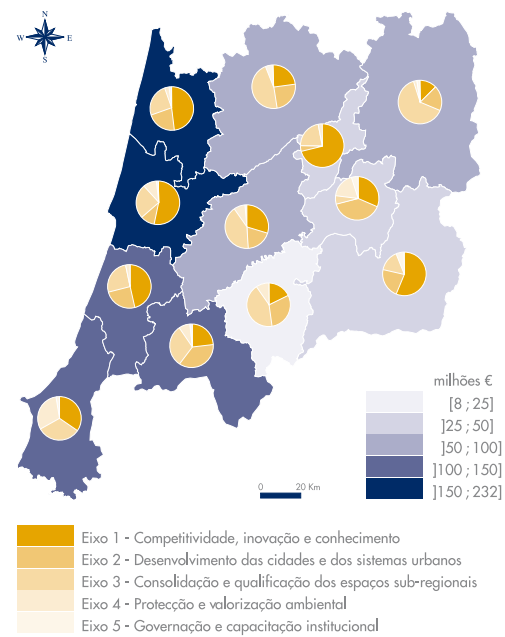 N
W E
S
milhões €
[8 ; 25]
]25 ; 50]
]50 ; 100]
]100 ; 150]
]150 ; 232]
0 20 Km
Eixo 1 - Competitividade, inovação e conhecimento
Eixo 2 - Desenvolvimento das cidades e dos sistemas urbanos
Eixo 3 - Consolidação e qualificação dos espaços sub-regionais
Eixo 4 - Protecção e valorização ambiental
Eixo 5 - Governação e capacitação institucional